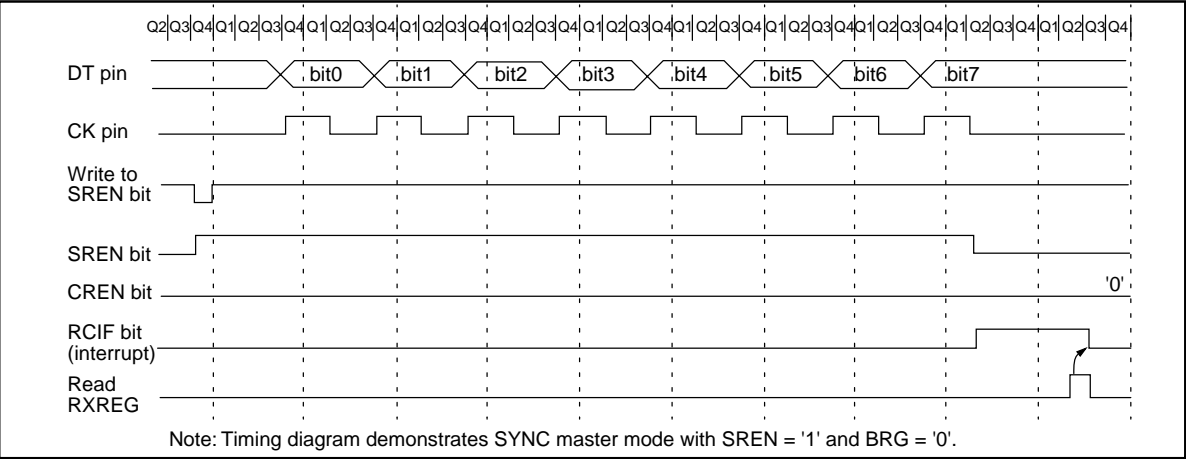 Q2 Q3 Q4 Q1 Q2 Q3 Q4 Q1 Q2 Q3 Q4 Q1 Q2 Q3 Q4 Q1 Q2 Q3 Q4 Q1 Q2 Q3 Q4 Q1 Q2 Q3 Q4 Q1 Q2 Q3 Q4 Q1 Q2 Q3 Q4 Q1 Q2 Q3 Q4 Q1 Q2 Q3 Q4
DT pin bit0 bit1 bit2 bit3 bit4 bit5 bit6 bit7
CK pin
Write to
SREN bit
SREN bit
CREN bit '0'
RCIF bit
(interrupt)
Read
RXREG
Note: Timing diagram demonstrates SYNC master mode with SREN = '1' and BRG = '0'.